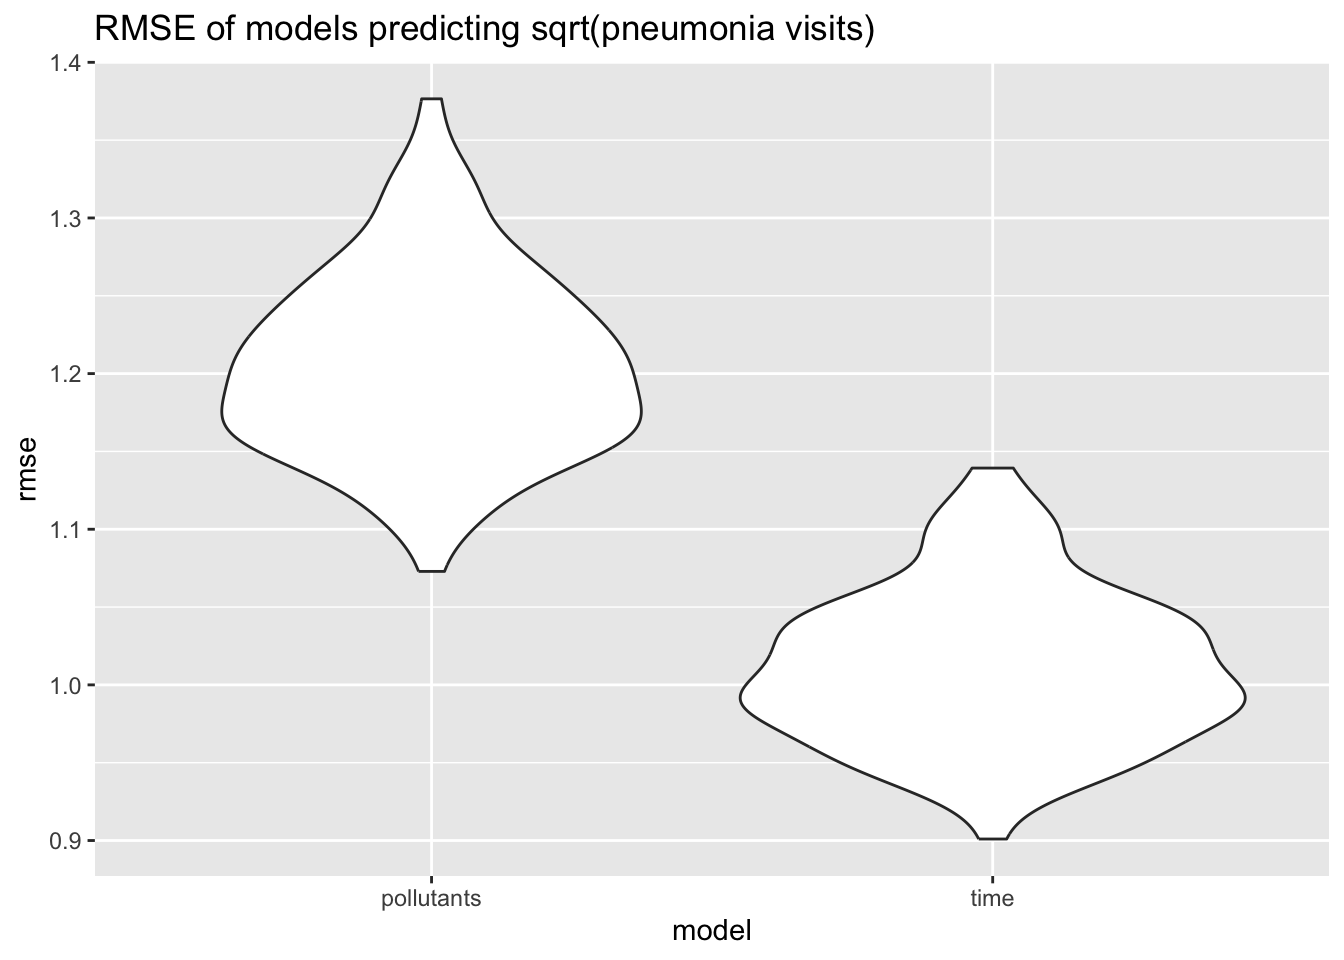 RMSE of models predicting sqrt(pneumonia visits)
1.4
1.3
1.2
1.1
1.0
0.9
rmse
pollutants
time
model